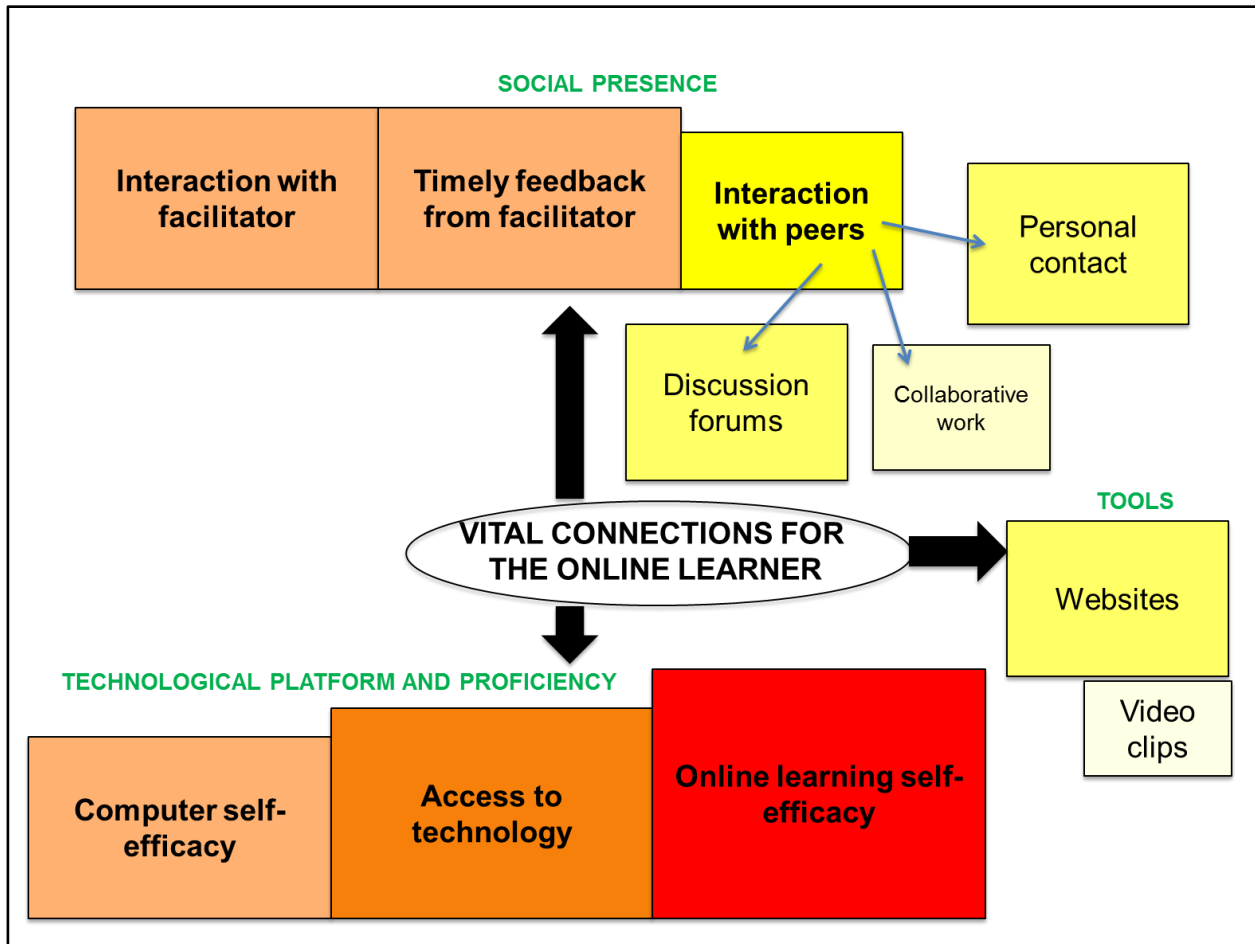 SOCIAL PRESENCE
Interaction with
facilitator
Timely feedback
from facilitator
Interaction
with peers
Personal
contact
Discussion
forums
Collaborative
work
VITAL CONNECTIONS FOR
THE ONLINE LEARNER
TOOLS
Websites
Video
clips
TECHNOLOGICAL PLATFORM AND PROFICIENCY
Computer self-
efficacy
Access to
technology
Online learning self-
efficacy